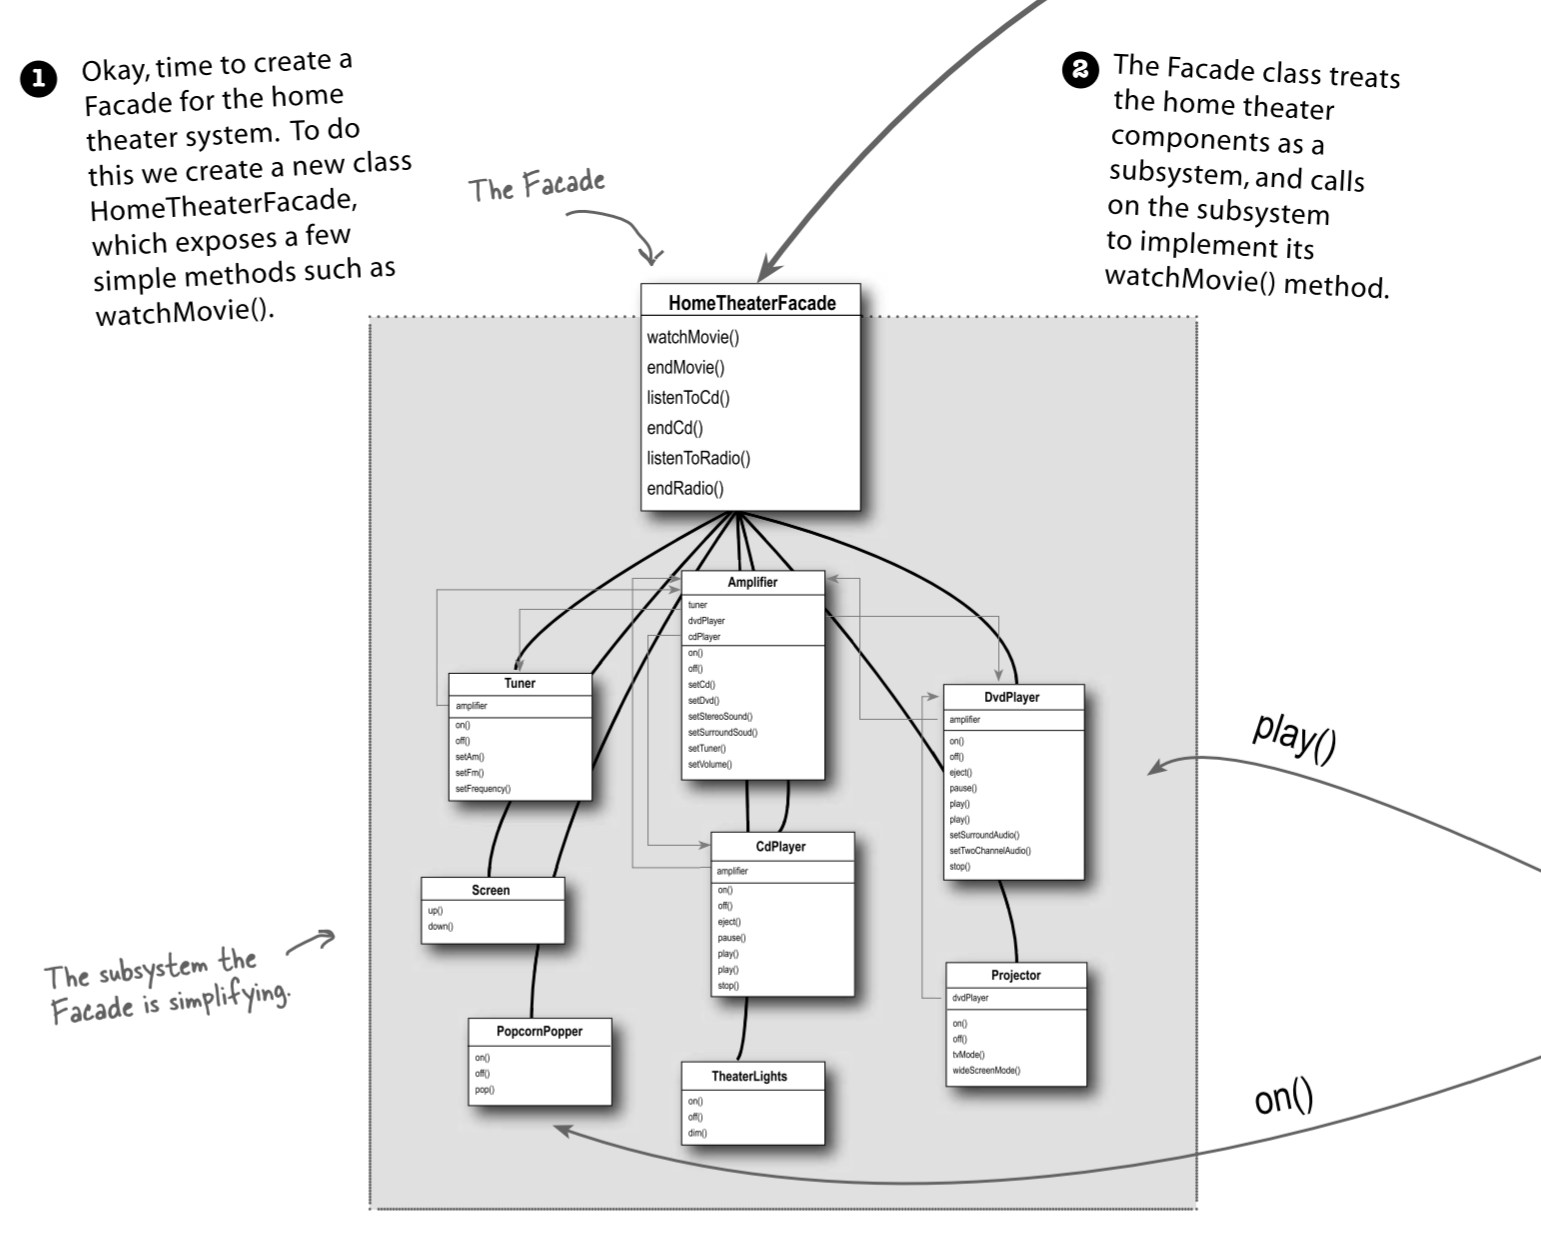 1
Okay, time to create a
Facade for the home
theater system. To do
this we create a new class
HomeTheaterFacade,
which exposes a few
simple methods such as
watchMovie().
The Facade
2
The Facade class treats
the home theater
components as a
subsystem, and calls
on the subsystem
to implement its
watchMovie() method.
HomeTheaterFacade
watchMovie()
endMovie()
listenToCd()
endCd()
listenToRadio()
endRadio()
Amplifier
tuner
dvdPlayer
cdPlayer
on()
off()
setCd()
setDvd()
setStereoSound()
setSurroundSoud()
setTuner()
setVolume()
Tuner
amplifier
on()
off()
setAm()
setFm()
setFrequency()
DvdPlayer
amplifier
on()
off()
eject()
pause()
play()
play()
setSurroundAudio()
setTwoChannelAudio()
stop()
play()
CdPlayer
amplifier
on()
off()
eject()
pause()
play()
play()
stop()
Screen
up()
down()
The subsystem the
Facade is simplifying.
Projector
dvdPlayer
on()
off()
tvMode()
wideScreenMode()
PopcornPopper
on()
off()
pop()
TheaterLights
on()
off()
dim()
on()